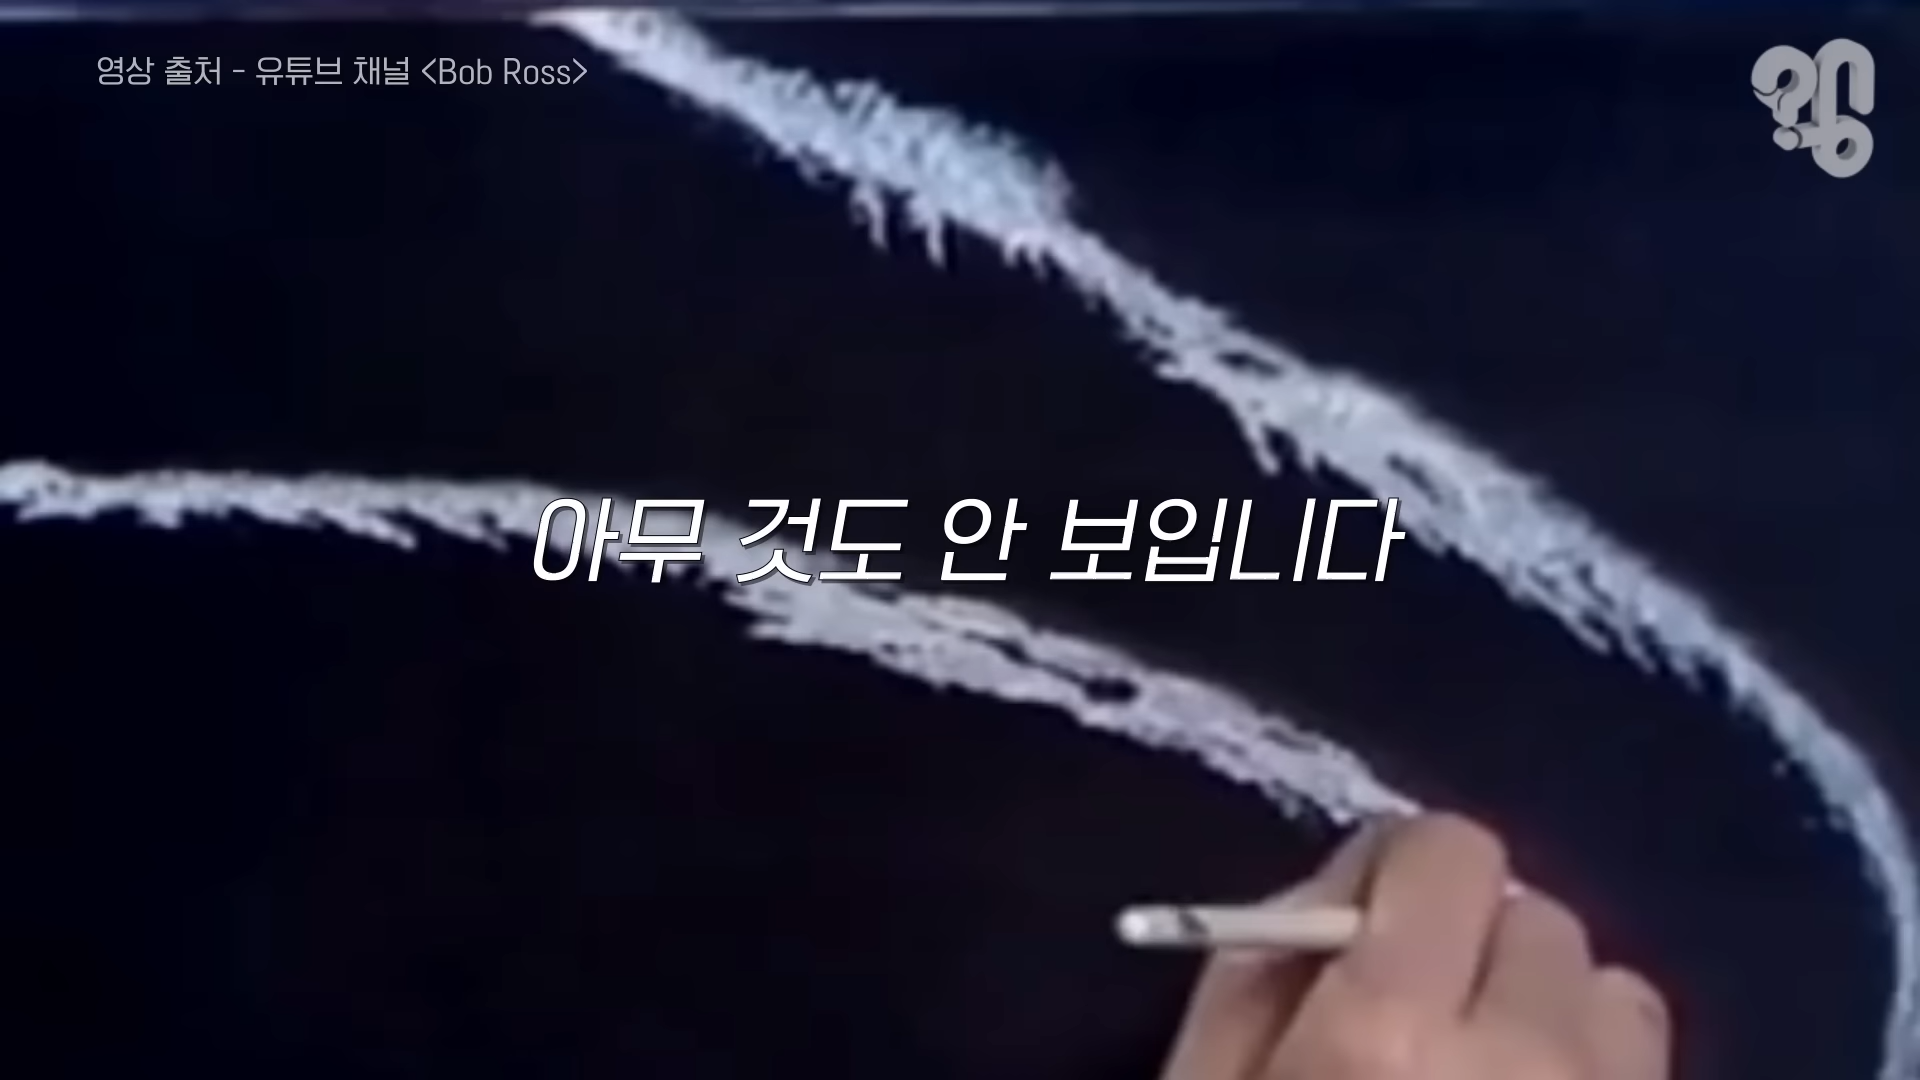 영상 출처 - 유튜브 채널 <Bob Ross>
아무 것도 안 보입니다